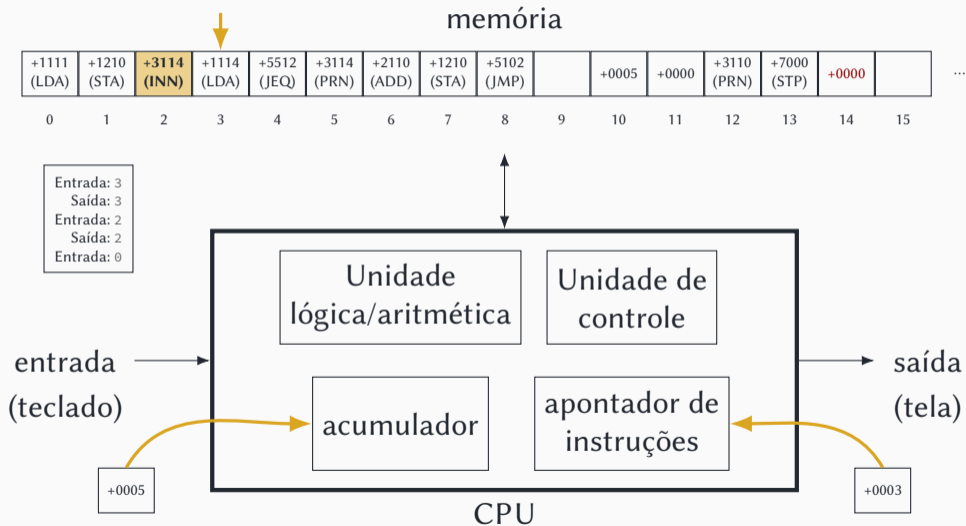 memória
+1111 +1210 +3114 +1114 +5512 +3114 +2110 +1210 +5102 +0005 +0000 +3110 +7000 +0000 ...
(LDA) (STA) (INN) (LDA) (JEQ) (PRN) (ADD) (STA) (JMP) (PRN) (STP)
0 1 2 3 4 5 6 7 8 9 10 11 12 13 14 15
Entrada: 3
Saída: 3
Entrada: 2
Saída: 2
Entrada: 0
Unidade
lógica/aritmética
Unidade de
controle
entrada
(teclado)
saída
(tela)
acumulador
apontador de
instruções
+0005
+0003
CPU